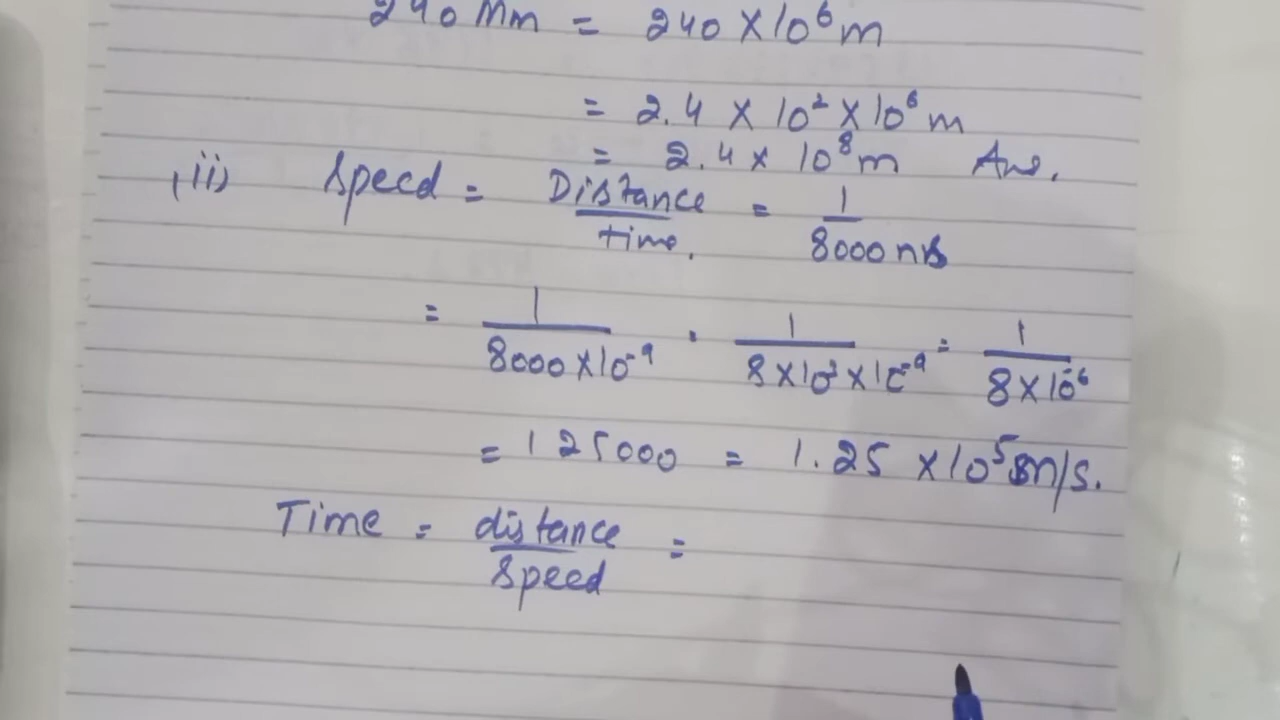 240 Mm = 240 X 10⁶ m
= 2.4 X 10² X 10⁶ m
= 2.4 x 10⁸ m Ans.
(ii) Speed = Distance/time. = 1/8000 ns
= 1/8000 X 10⁻⁹ . 1/8 X 10³ X 10⁻⁹ = 1/8 X 10⁻⁶
= 125000 = 1.25 X 10⁵ m/s.
Time = distance/speed =